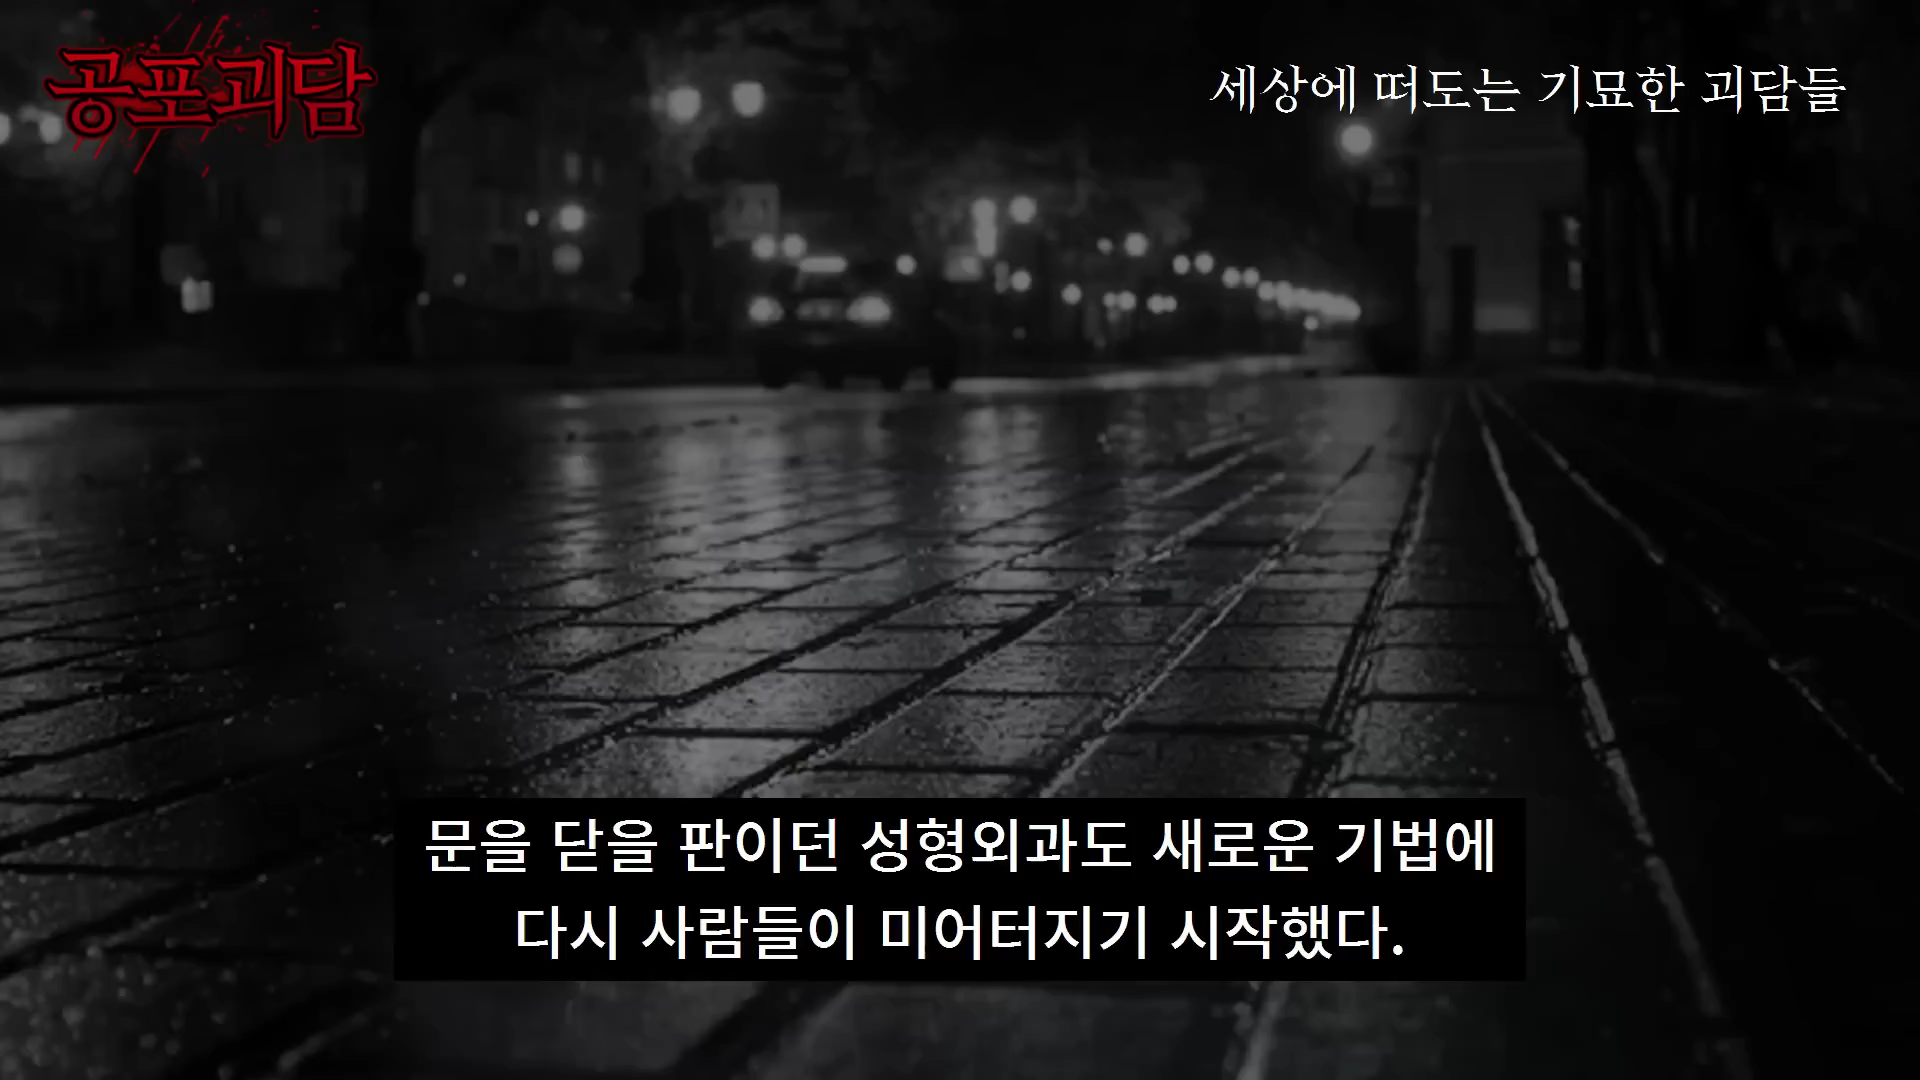 공포괴담
세상에 떠도는 기묘한 괴담들
문을 닫을 판이던 성형외과도 새로운 기법에
다시 사람들이 미어터지기 시작했다.